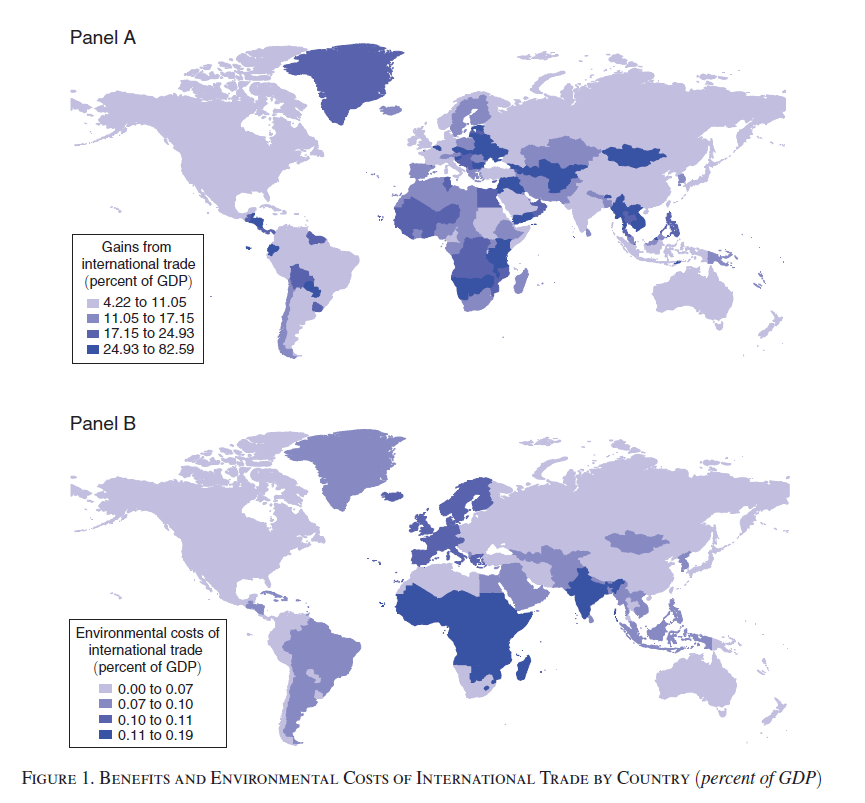 Panel A
Gains from
international trade
(percent of GDP)
4.22 to 11.05
11.05 to 17.15
17.15 to 24.93
24.93 to 82.59
Panel B
Environmental costs of
international trade
(percent of GDP)
0.00 to 0.07
0.07 to 0.10
0.10 to 0.11
0.11 to 0.19
Figure 1. Benefits and Environmental Costs of International Trade by Country (percent of GDP)